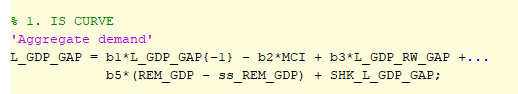 % 1. IS CURVE
'Aggregate demand'
L_GDP_GAP = b1*L_GDP_GAP{-1} - b2*MCI + b3*L_GDP_RW_GAP +...
b5*(REM_GDP - ss_REM_GDP) + SHK_L_GDP_GAP;